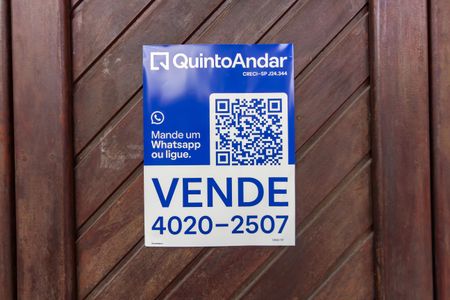 QuintoAndar
CRECI-SP J24.344
Mande um
Whatsapp
ou ligue.
VENDE
4020-2507